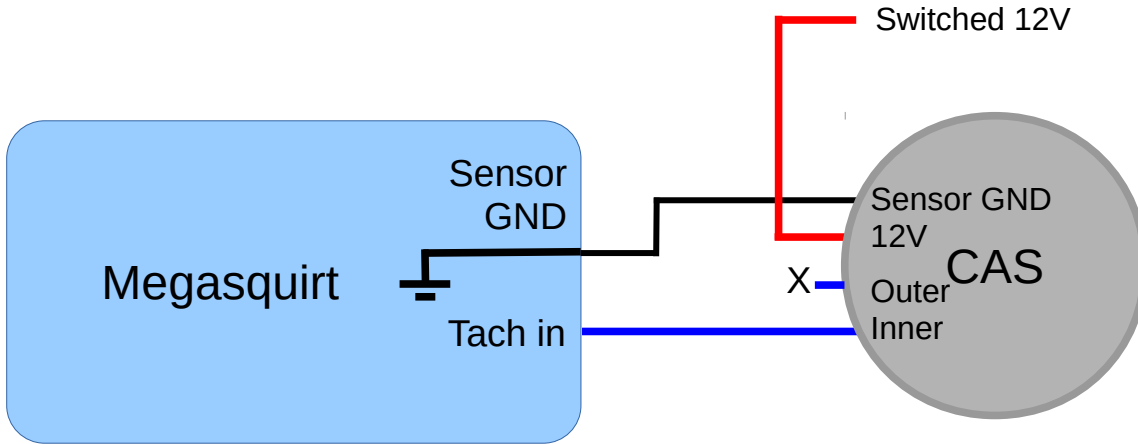 Switched 12V
Sensor
GND
Megasquirt
Tach in
Sensor GND
12V
CAS
X
Outer
Inner